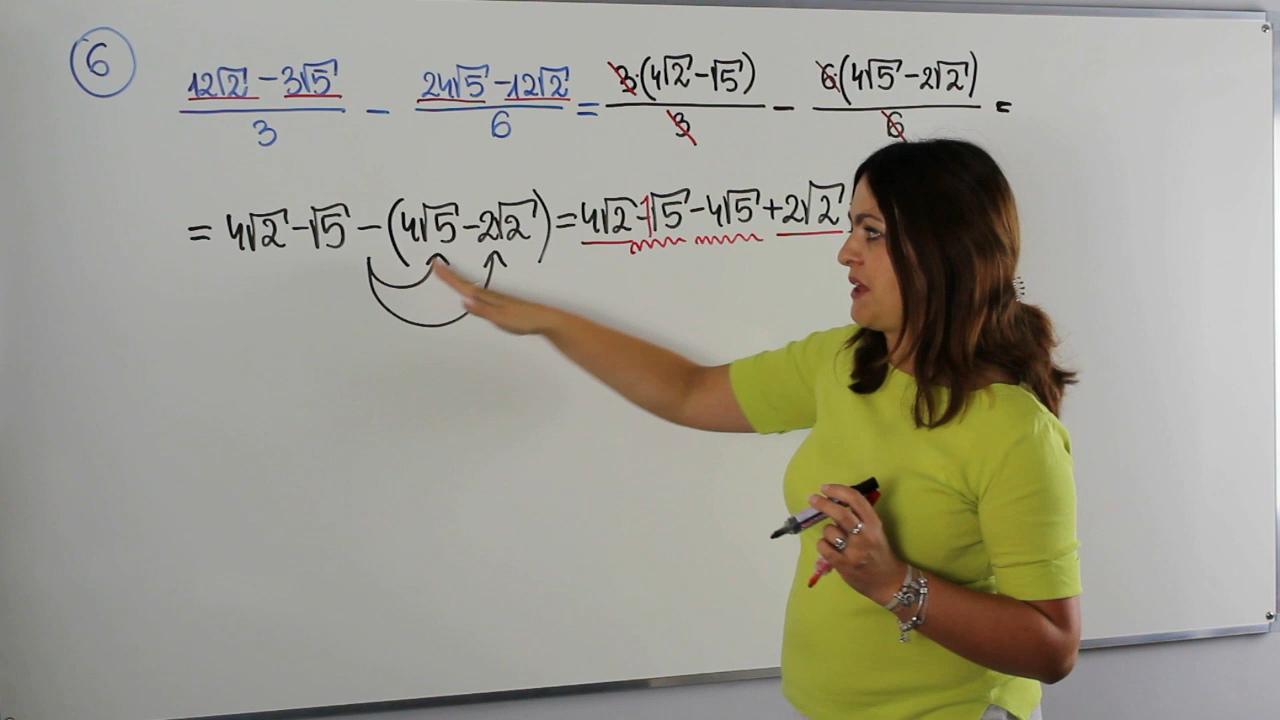 6
(12√2 - 3√5)/3 - (24√5 - 12√2)/6 = (3·(4√2 - √5))/3 - (6·(4√5 - 2√2))/6 =
= 4√2 - √5 - (4√5 - 2√2) = 4√2 - 1√5 - 4√5 + 2√2